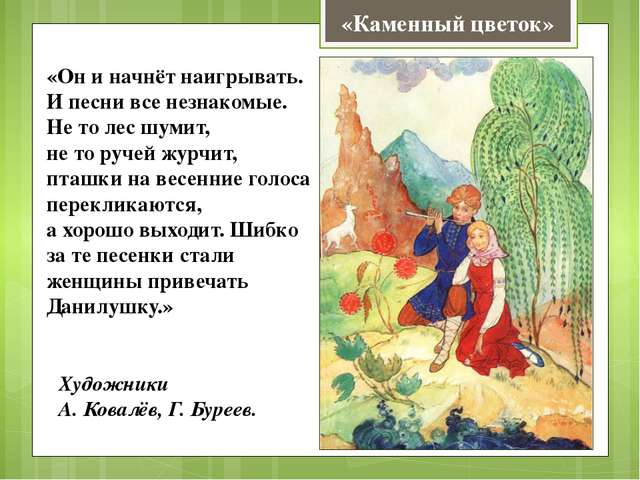 «Каменный цветок»
«Он и начнёт наигрывать.
И песни все незнакомые.
Не то лес шумит,
не то ручей журчит,
пташки на весенние голоса
перекликаются,
а хорошо выходит. Шибко
за те песенки стали
женщины привечать
Данилушку.»
Художники
А. Ковалёв, Г. Буреев.